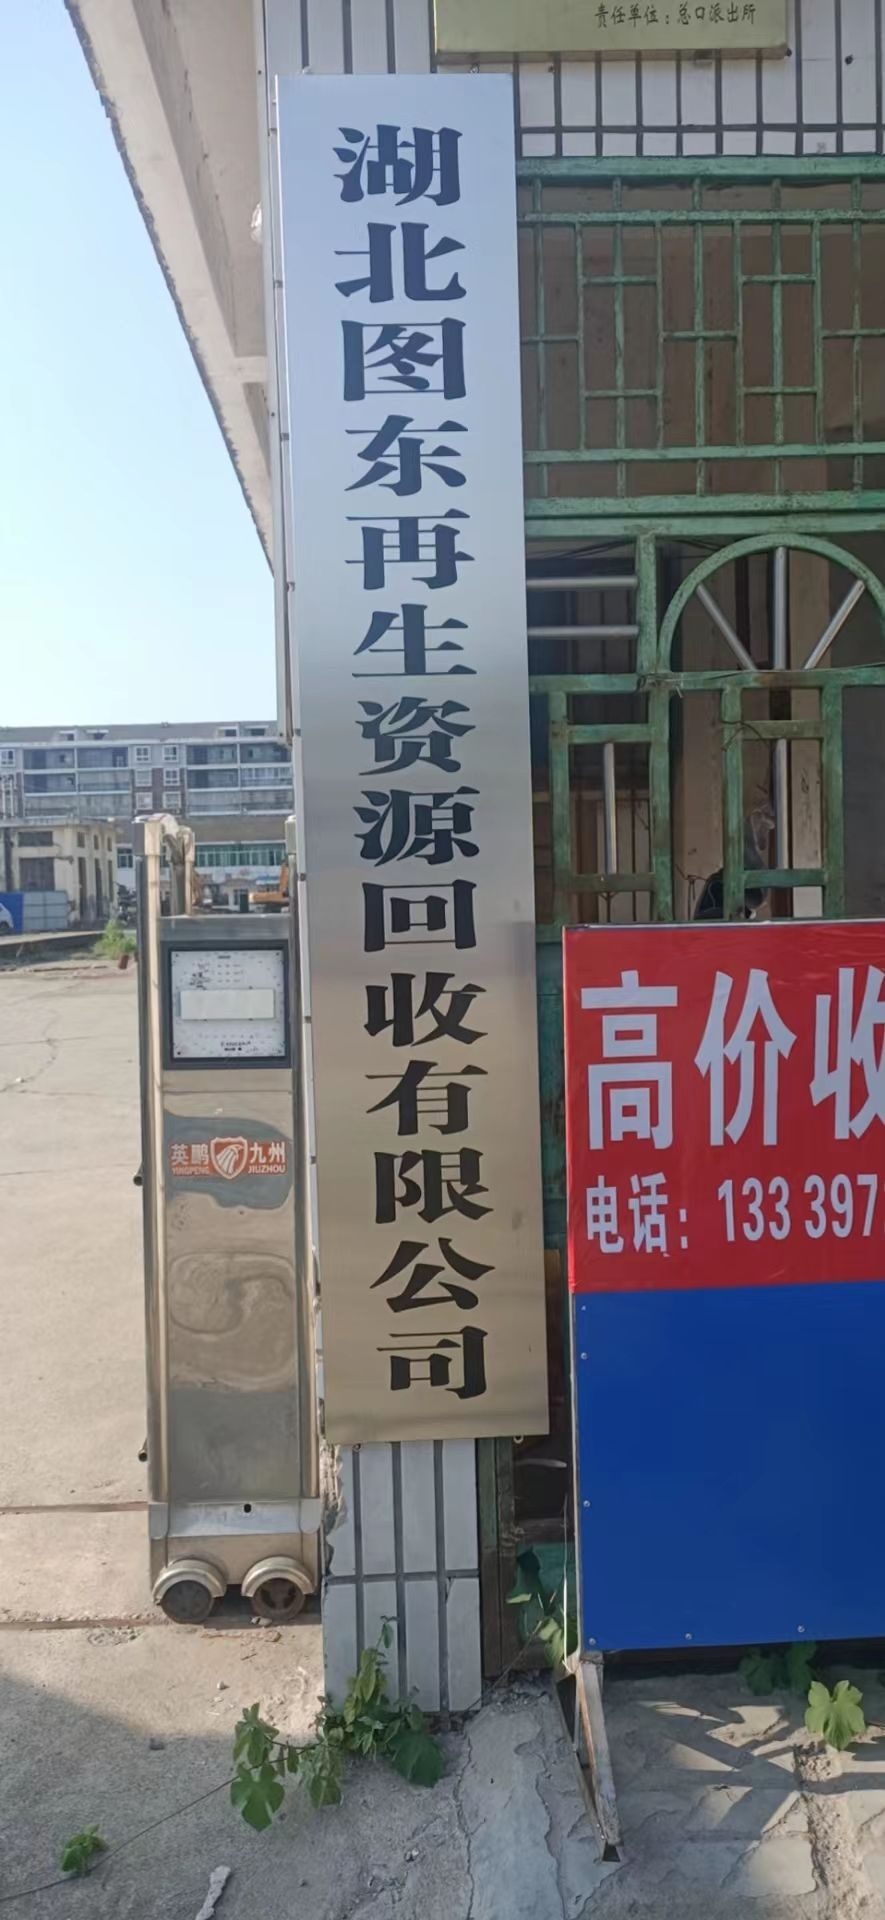 责任单位：总口派出所
湖北图东再生资源回收有限公司
高价收
电话：133 397
英鹏 九州
YINGPENG JIUZHOU